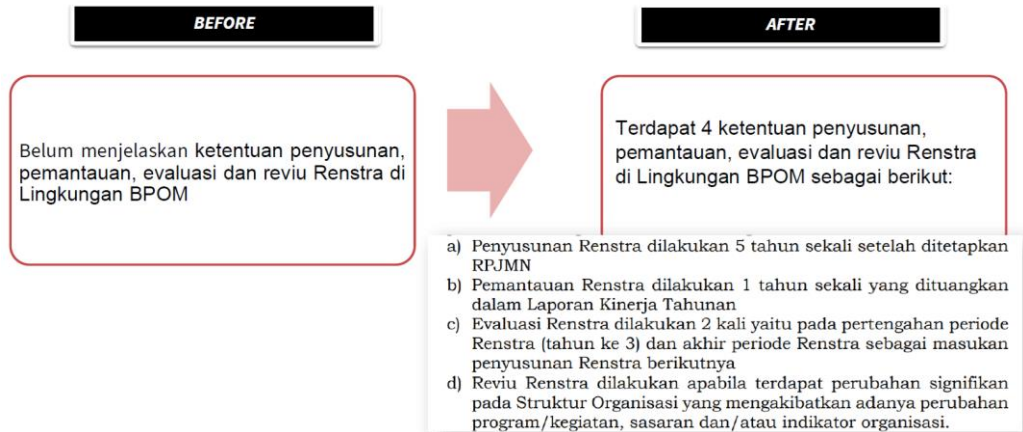 BEFORE
AFTER
Belum menjelaskan ketentuan penyusunan,
pemantauan, evaluasi dan reviu Renstra di
Lingkungan BPOM
Terdapat 4 ketentuan penyusunan,
pemantauan, evaluasi dan reviu Renstra
di Lingkungan BPOM sebagai berikut:
a) Penyusunan Renstra dilakukan 5 tahun sekali setelah ditetapkan
RPJMN
b) Pemantauan Renstra dilakukan 1 tahun sekali yang dituangkan
dalam Laporan Kinerja Tahunan
c) Evaluasi Renstra dilakukan 2 kali yaitu pada pertengahan periode
Renstra (tahun ke 3) dan akhir periode Renstra sebagai masukan
penyusunan Renstra berikutnya
d) Reviu Renstra dilakukan apabila terdapat perubahan signifikan
pada Struktur Organisasi yang mengakibatkan adanya perubahan
program/kegiatan, sasaran dan/atau indikator organisasi.